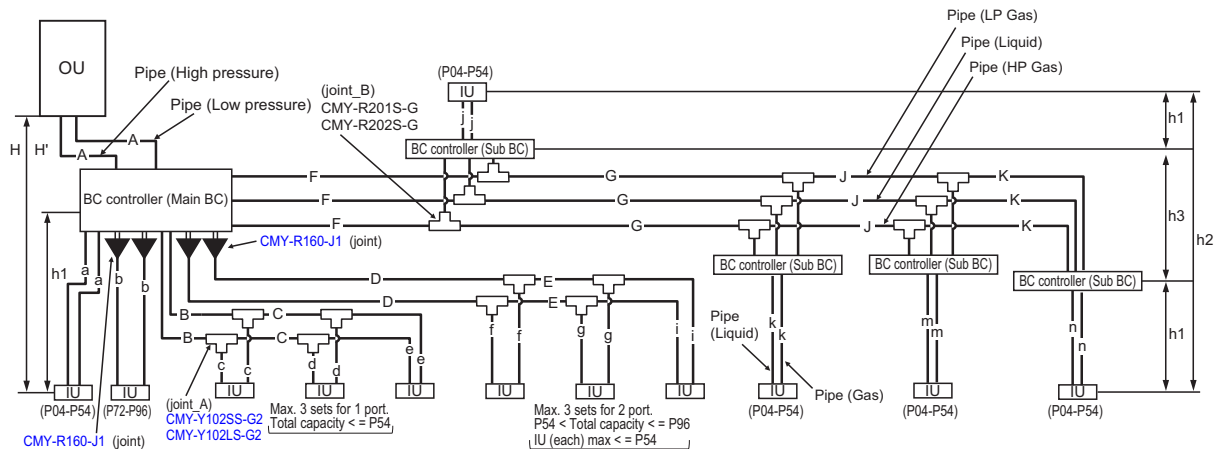 Pipe (LP Gas)
Pipe (Liquid)
Pipe (HP Gas)
OU
Pipe (High pressure)
Pipe (Low pressure)
(P04-P54)
IU
(joint_B)
CMY-R201S-G
CMY-R202S-G
j
j
h1
H
H'
A
A
BC controller (Sub BC)
BC controller (Main BC)
F
G
J
K
F
G
J
K
F
G
J
K
h3
h2
CMY-R160-J1 (joint)
h1
a
a
b
b
BC controller (Sub BC)
BC controller (Sub BC)
BC controller (Sub BC)
D
E
D
E
B
C
B
C
c
c
d
d
e
e
f
f
g
g
i
i
Pipe
(Liquid)
k
k
m
m
n
n
h1
Pipe (Gas)
IU
IU
IU
IU
IU
IU
IU
IU
IU
IU
IU
(P04-P54)
(P72-P96)
(joint_A)
CMY-Y102SS-G2
CMY-Y102LS-G2
Max. 3 sets for 1 port.
Total capacity < = P54
Max. 3 sets for 2 port.
P54 < Total capacity < = P96
IU (each) max < = P54
(P04-P54)
(P04-P54)
(P04-P54)
CMY-R160-J1 (joint)